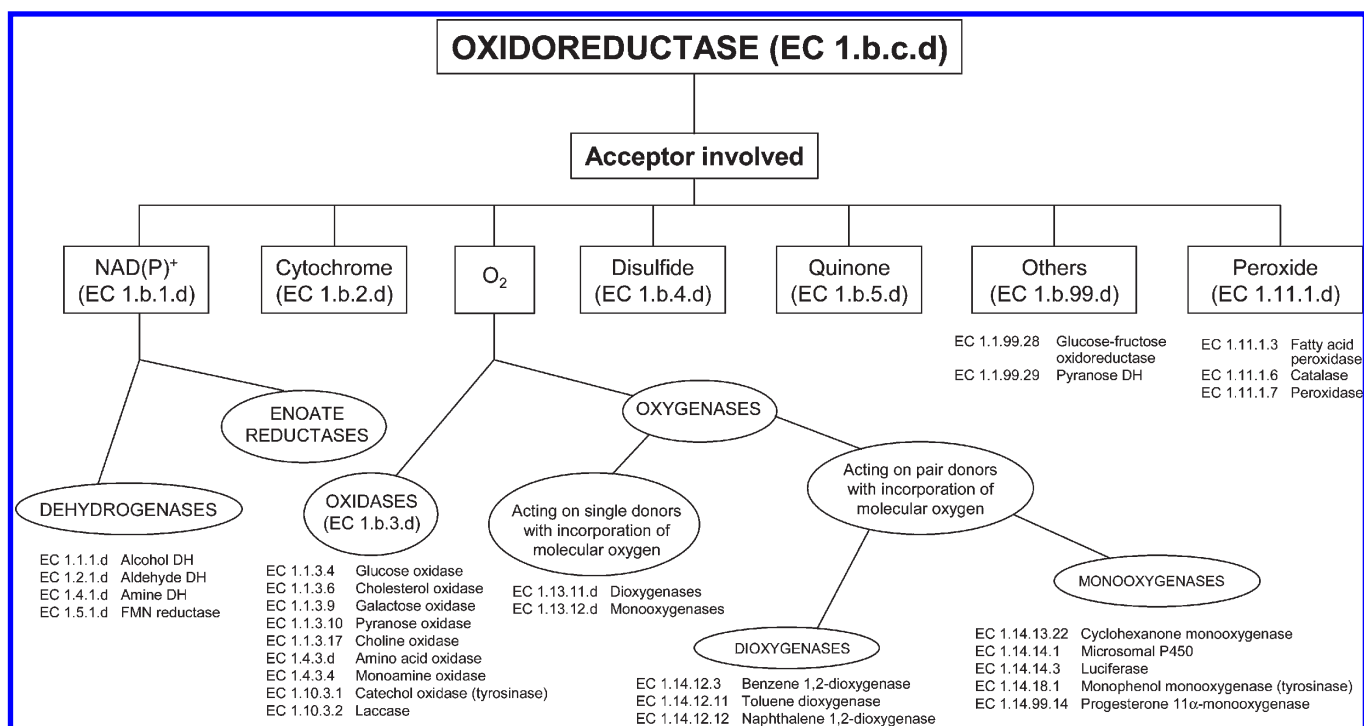 OXIDOREDUCTASE (EC 1.b.c.d)
Acceptor involved
NAD(P)⁺
(EC 1.b.1.d)
Cytochrome
(EC 1.b.2.d)
O₂
Disulfide
(EC 1.b.4.d)
Quinone
(EC 1.b.5.d)
Others
(EC 1.b.99.d)
Peroxide
(EC 1.11.1.d)
EC 1.1.99.28 Glucose-fructose
oxidoreductase
EC 1.1.99.29 Pyranose DH
EC 1.11.1.3 Fatty acid
peroxidase
EC 1.11.1.6 Catalase
EC 1.11.1.7 Peroxidase
ENOATE
REDUCTASES
OXYGENASES
DEHYDROGENASES
OXIDASES
(EC 1.b.3.d)
Acting on single donors
with incorporation of
molecular oxygen
Acting on pair donors
with incorporation of
molecular oxygen
EC 1.1.1.d Alcohol DH
EC 1.2.1.d Aldehyde DH
EC 1.4.1.d Amine DH
EC 1.5.1.d FMN reductase
EC 1.1.3.4 Glucose oxidase
EC 1.1.3.6 Cholesterol oxidase
EC 1.1.3.9 Galactose oxidase
EC 1.1.3.10 Pyranose oxidase
EC 1.1.3.17 Choline oxidase
EC 1.4.3.d Amino acid oxidase
EC 1.4.3.4 Monoamine oxidase
EC 1.10.3.1 Catechol oxidase (tyrosinase)
EC 1.10.3.2 Laccase
EC 1.13.11.d Dioxygenases
EC 1.13.12.d Monooxygenases
MONOOXYGENASES
DIOXYGENASES
EC 1.14.12.3 Benzene 1,2-dioxygenase
EC 1.14.12.11 Toluene dioxygenase
EC 1.14.12.12 Naphthalene 1,2-dioxygenase
EC 1.14.13.22 Cyclohexanone monooxygenase
EC 1.14.14.1 Microsomal P450
EC 1.14.14.3 Luciferase
EC 1.14.18.1 Monophenol monooxygenase (tyrosinase)
EC 1.14.99.14 Progesterone 11α-monooxygenase